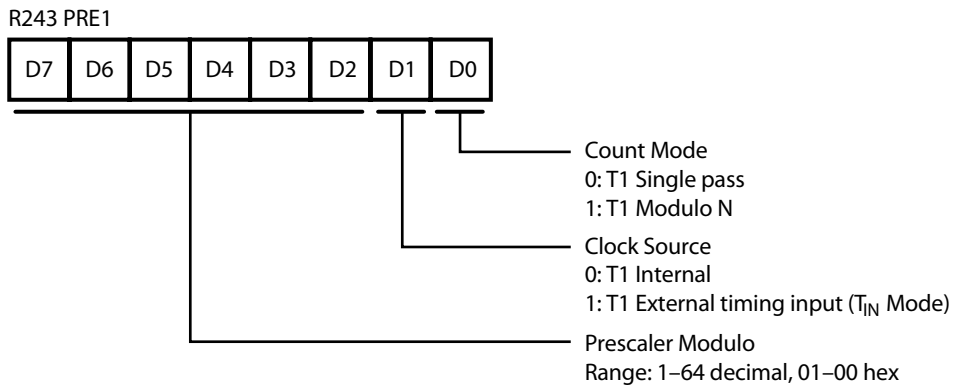 R243 PRE1
D7 D6 D5 D4 D3 D2 D1 D0
Count Mode
0: T1 Single pass
1: T1 Modulo N
Clock Source
0: T1 Internal
1: T1 External timing input (TIN Mode)
Prescaler Modulo
Range: 1–64 decimal, 01–00 hex